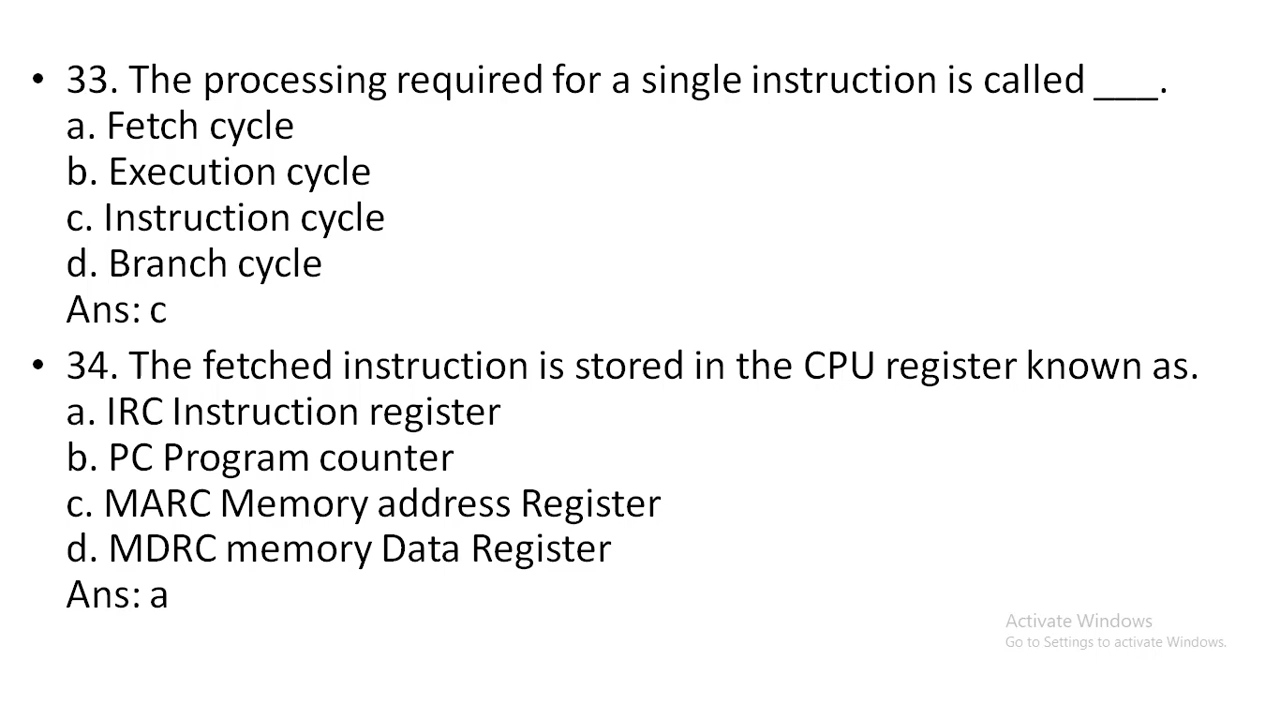 • 33. The processing required for a single instruction is called ___.
a. Fetch cycle
b. Execution cycle
c. Instruction cycle
d. Branch cycle
Ans: c
• 34. The fetched instruction is stored in the CPU register known as.
a. IRC Instruction register
b. PC Program counter
c. MARC Memory address Register
d. MDRC memory Data Register
Ans: a
Activate Windows
Go to Settings to activate Windows.